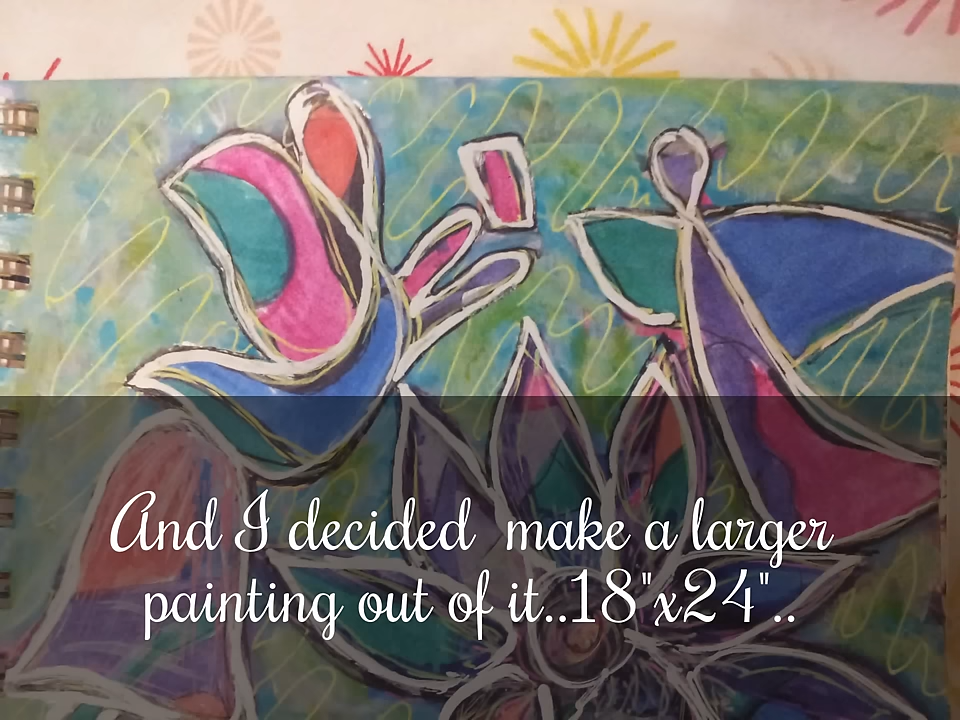 And I decided  make a larger
painting out of it..18"x24"..